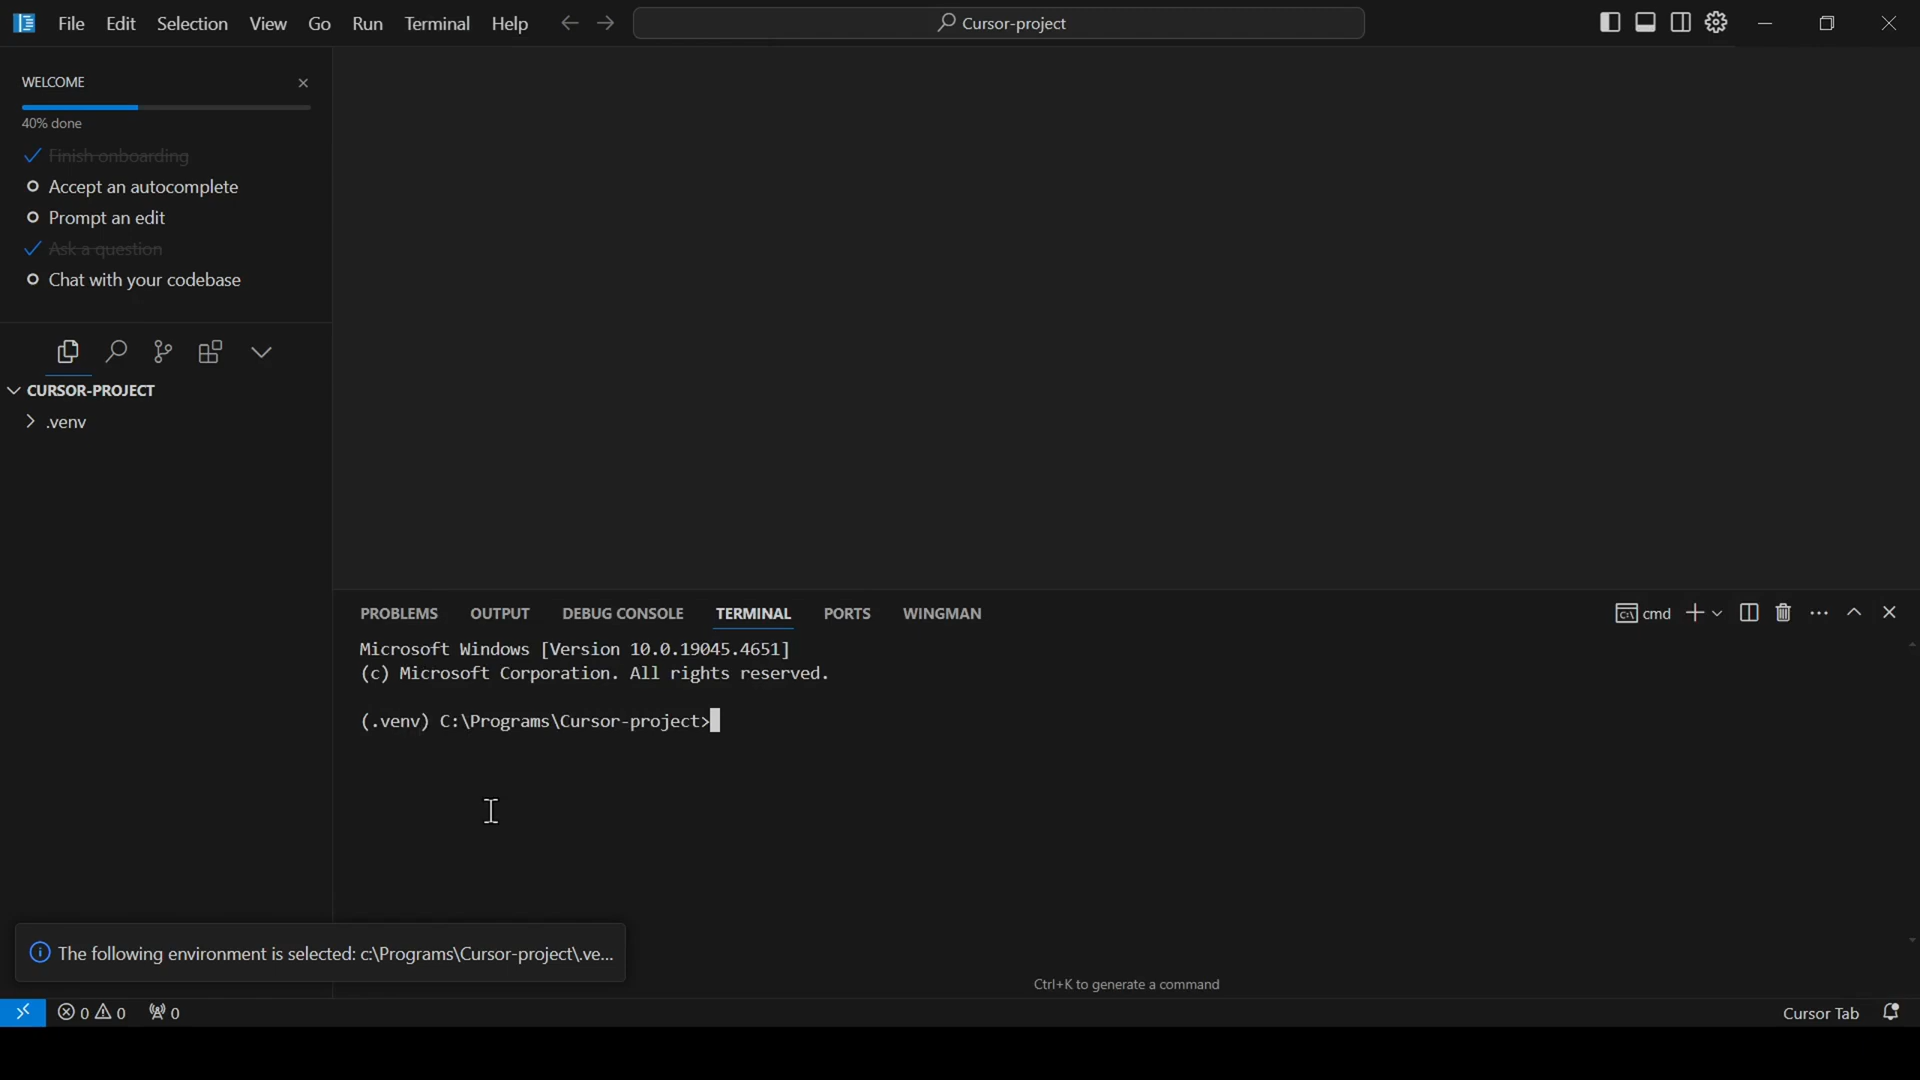 File Edit Selection View Go Run Terminal Help
Cursor-project
WELCOME
40% done
Finish onboarding
Accept an autocomplete
Prompt an edit
Ask a question
Chat with your codebase
CURSOR-PROJECT
.venv
PROBLEMS OUTPUT DEBUG CONSOLE TERMINAL PORTS WINGMAN
cmd
Microsoft Windows [Version 10.0.19045.4651]
(c) Microsoft Corporation. All rights reserved.
(.venv) C:\Programs\Cursor-project>
The following environment is selected: c:\Programs\Cursor-project\.ve...
Ctrl+K to generate a command
0 0 0
Cursor Tab